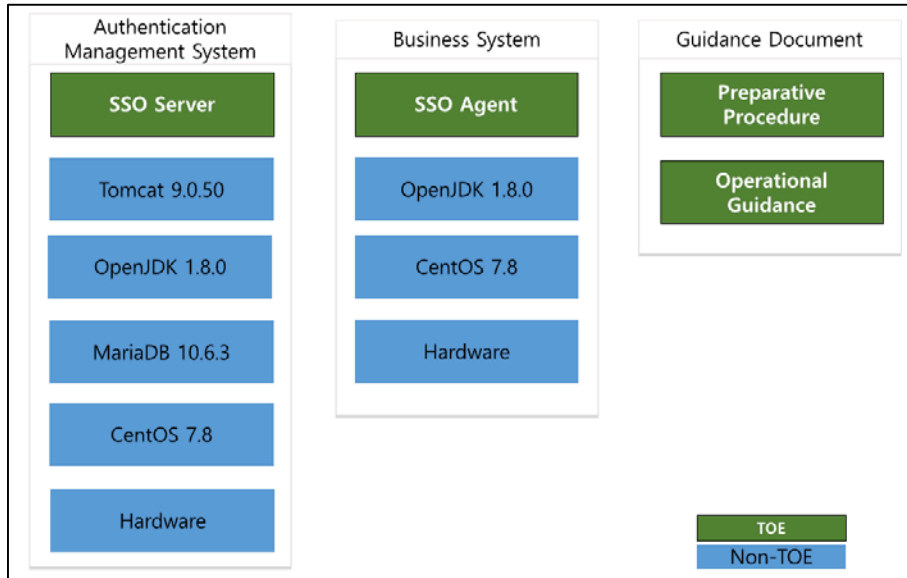 Authentication
Management System
SSO Server
Tomcat 9.0.50
OpenJDK 1.8.0
MariaDB 10.6.3
CentOS 7.8
Hardware
Business System
SSO Agent
OpenJDK 1.8.0
CentOS 7.8
Hardware
Guidance Document
Preparative
Procedure
Operational
Guidance
TOE
Non-TOE